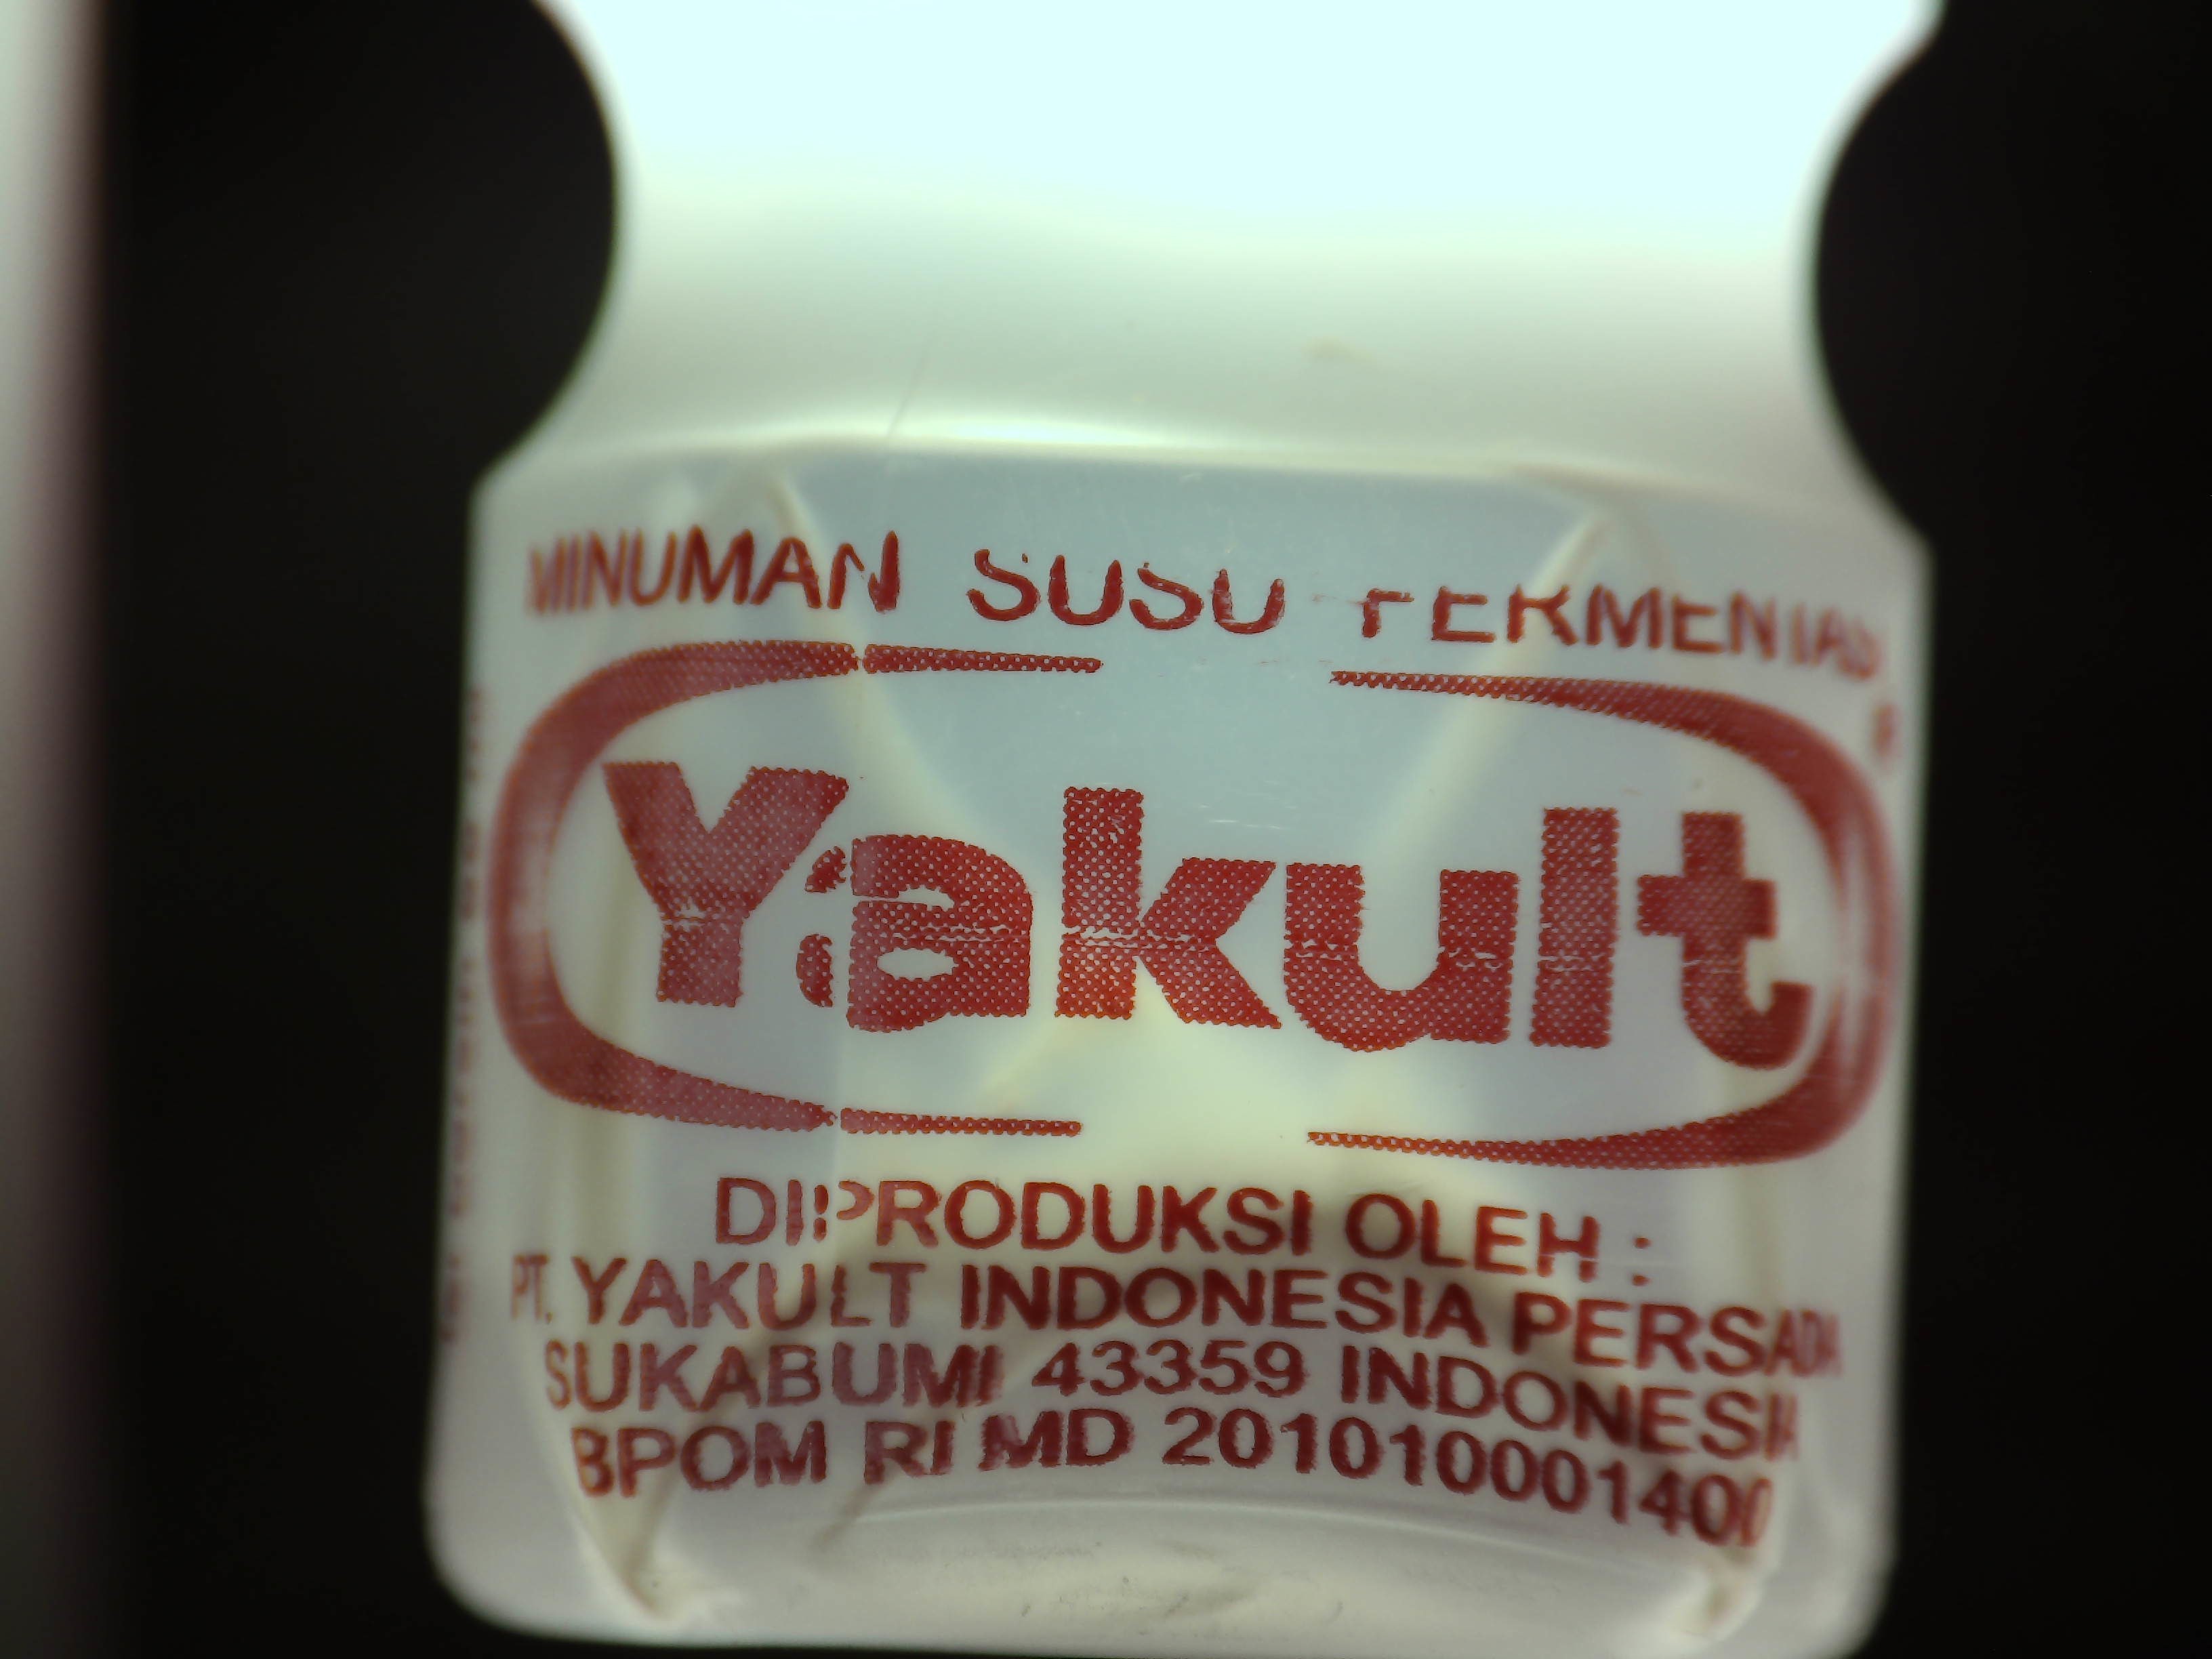 MINUMAN SUSU FERMENTASI
Yakult
DIPRODUKSI OLEH :
PT. YAKULT INDONESIA PERSADA
SUKABUMI 43359 INDONESIA
BPOM RI MD 201010001400